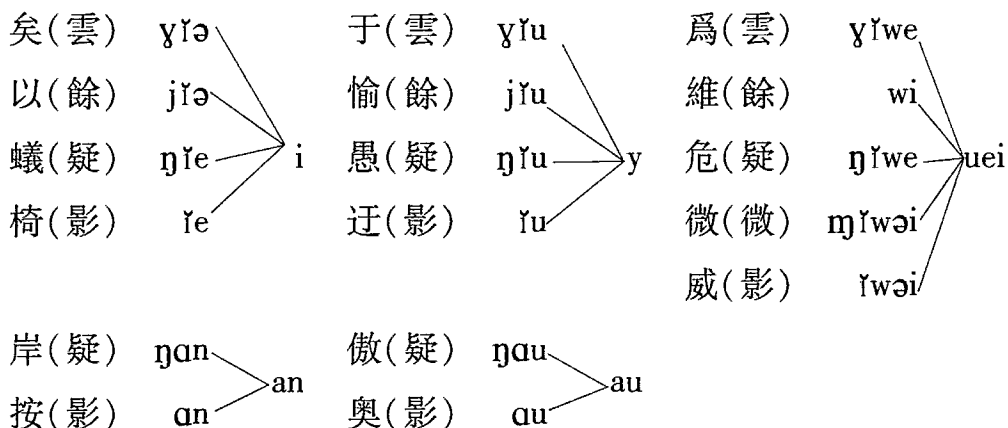 矣(雲) ɣĭə 于(雲) ɣĭu 爲(雲) ɣĭwe
以(餘) jĭə 愉(餘) jĭu 維(餘) wi
蟻(疑) ŋĭe i 愚(疑) ŋĭu y 危(疑) ŋĭwe uei
椅(影) ĭe 迂(影) ĭu 微(微) ɱĭwəi
威(影) ĭwəi
岸(疑) ŋɑn an 傲(疑) ŋɑu au
按(影) ɑn 奥(影) ɑu